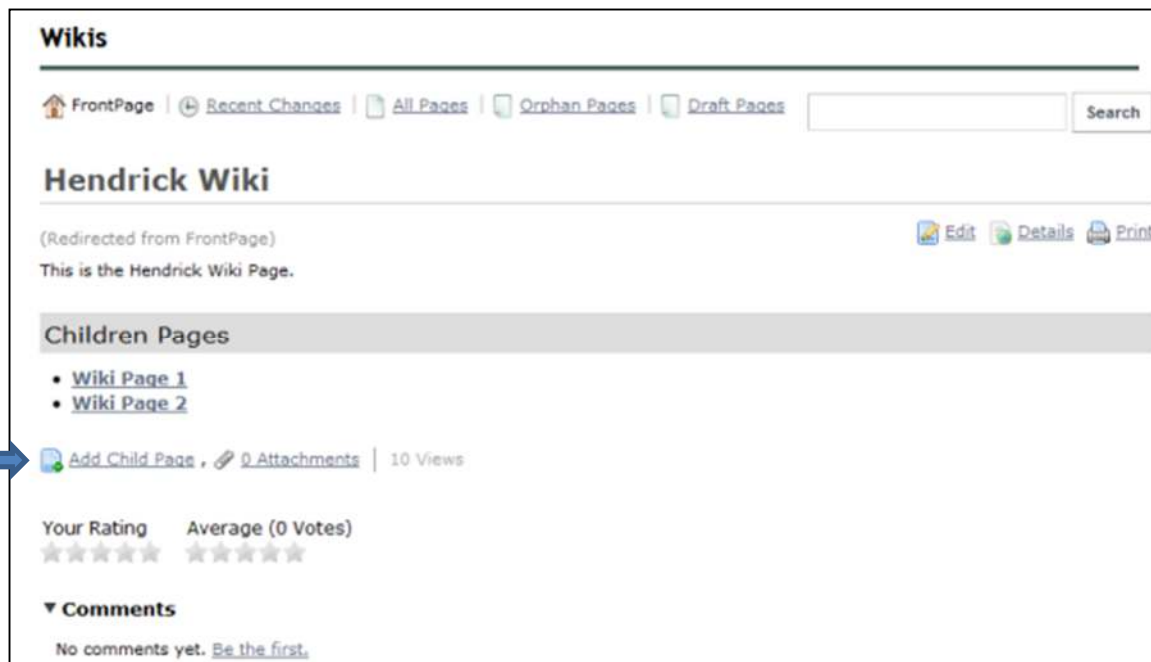 Wikis
FrontPage | Recent Changes | All Pages | Orphan Pages | Draft Pages Search
Hendrick Wiki
(Redirected from FrontPage) Edit Details Print
This is the Hendrick Wiki Page.
Children Pages
• Wiki Page 1
• Wiki Page 2
Add Child Page , 0 Attachments | 10 Views
Your Rating Average (0 Votes)
Comments
No comments yet. Be the first.